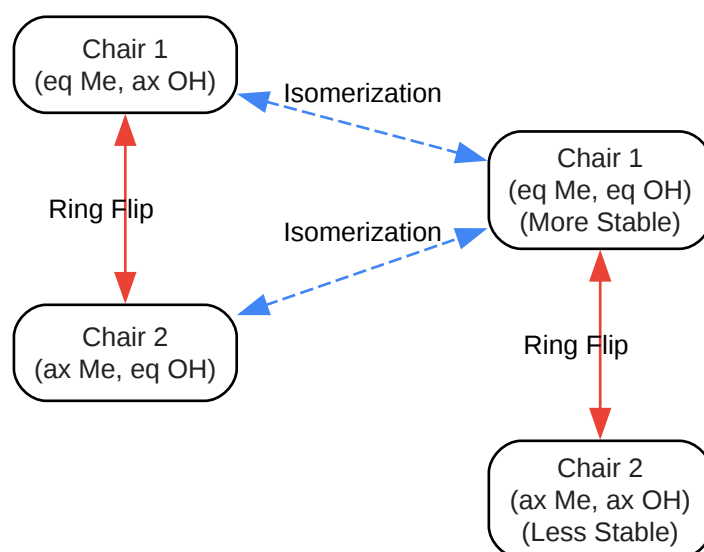 Chair 1
(eq Me, ax OH)
Isomerization
Chair 1
(eq Me, eq OH)
(More Stable)
Ring Flip
Isomerization
Chair 2
(ax Me, eq OH)
Ring Flip
Chair 2
(ax Me, ax OH)
(Less Stable)